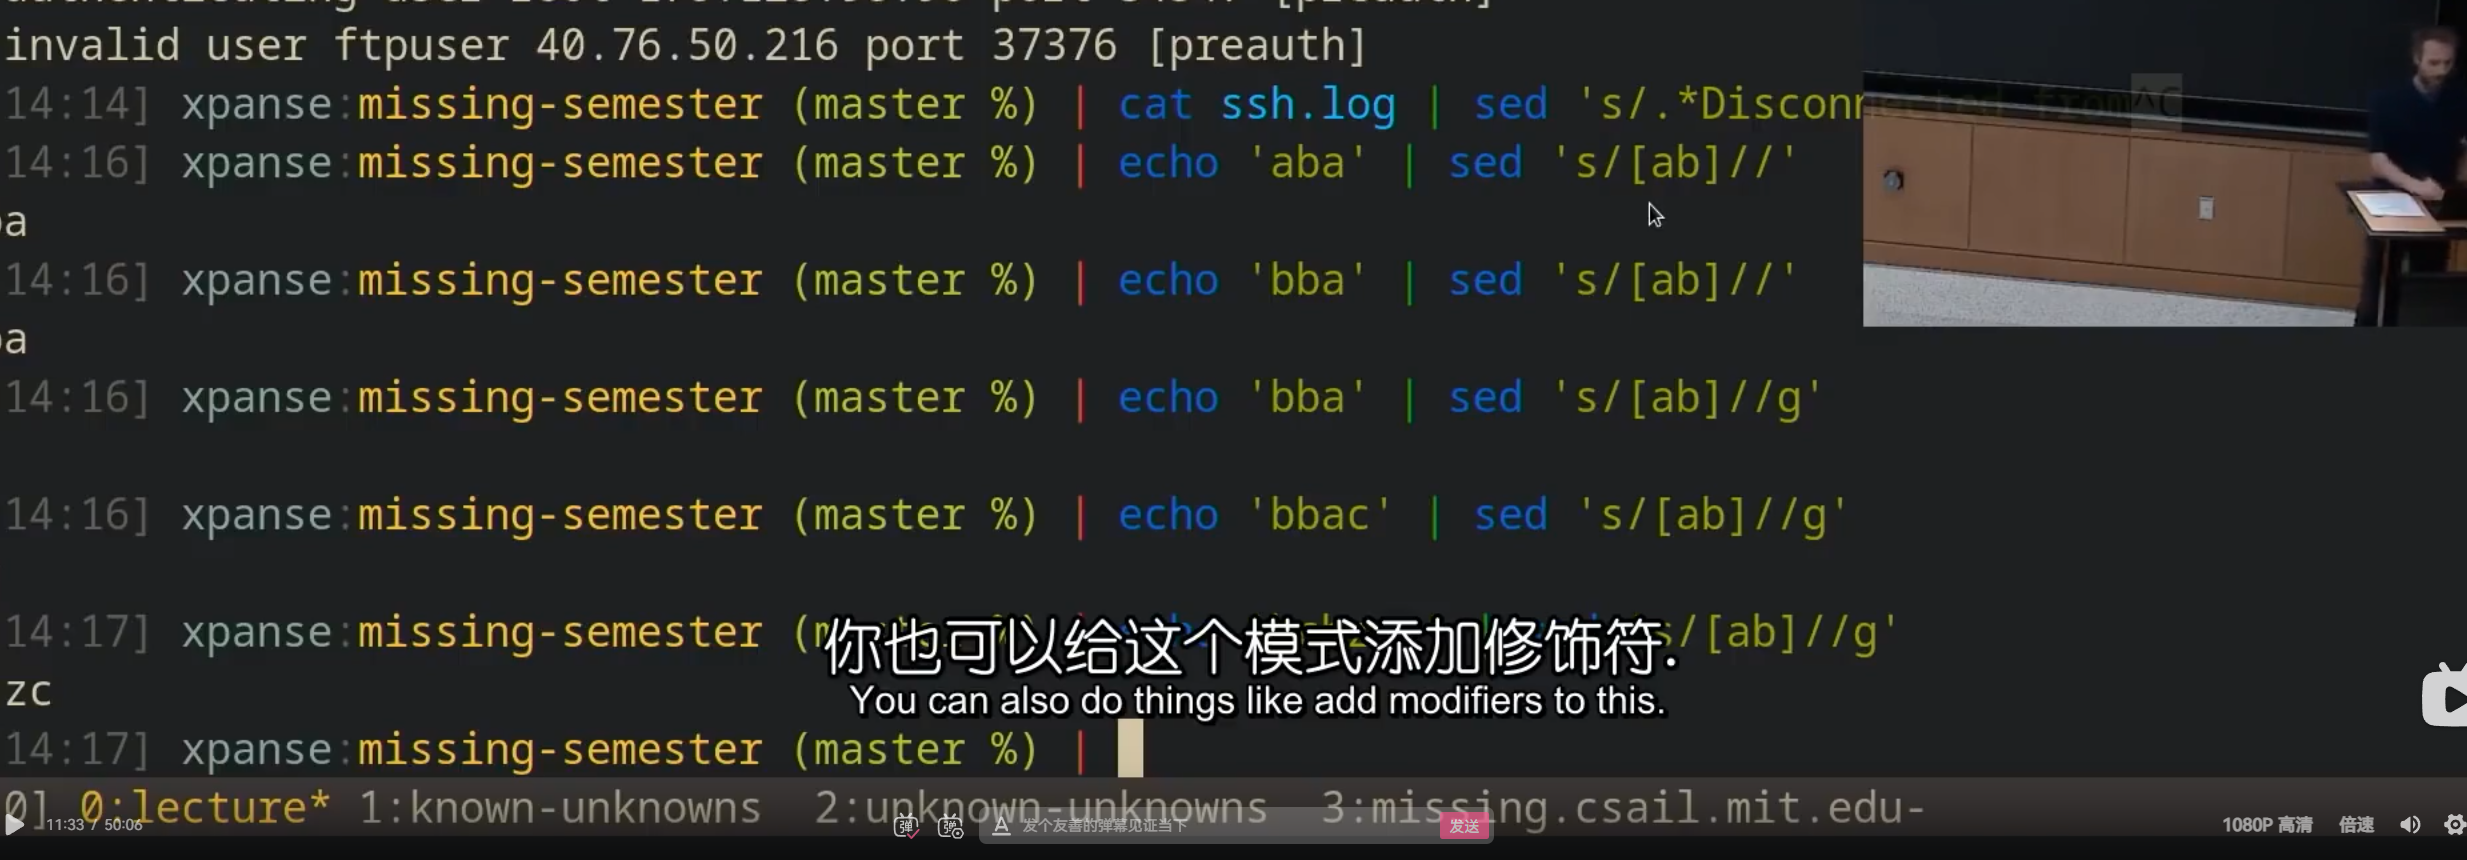 invalid user ftpuser 40.76.50.216 port 37376 [preauth]
14:14] xpanse:missing-semester (master %) | cat ssh.log | sed 's/.*Disconnected from^C
14:16] xpanse:missing-semester (master %) | echo 'aba' | sed 's/[ab]//'
a
14:16] xpanse:missing-semester (master %) | echo 'bba' | sed 's/[ab]//'
a
14:16] xpanse:missing-semester (master %) | echo 'bba' | sed 's/[ab]//g'
14:16] xpanse:missing-semester (master %) | echo 'bbac' | sed 's/[ab]//g'
14:17] xpanse:missing-semester s/[ab]//g'
你也可以给这个模式添加修饰符.
zc
You can also do things like add modifiers to this.
14:17] xpanse:missing-semester (master %) |
0] 0:lecture* 1:known-unknowns 2:unknown-unknowns 3:missing.csail.mit.edu-
11:33 / 50:06
弹
弹
A 发个友善的弹幕见证当下
发送
1080P 高清
倍速